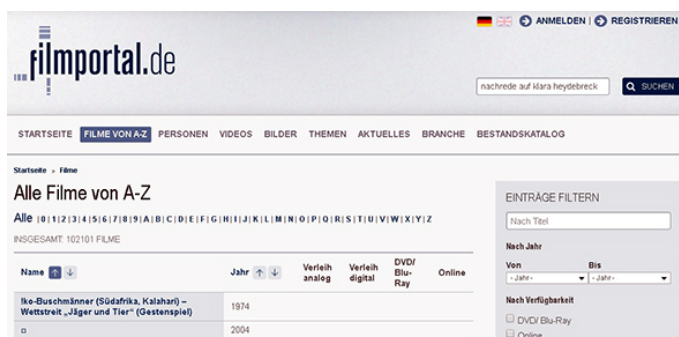 ANMELDEN | REGISTRIEREN
filmportal.de
nachrede auf klara heydebreck SUCHEN
STARTSEITE FILME VON A-Z PERSONEN VIDEOS BILDER THEMEN AKTUELLES BRANCHE BESTANDSKATALOG
Startseite > Filme
Alle Filme von A-Z
Alle |0|1|2|3|4|5|6|7|8|9|A|B|C|D|E|F|G|H|I|J|K|L|M|N|O|P|Q|R|S|T|U|V|W|X|Y|Z
INSGESAMT: 102101 FILME
Name Jahr Verleih analog Verleih digital DVD/ Blu-Ray Online
!ko-Buschmänner (Südafrika, Kalahari) –
Wettstreit „Jäger und Tier“ (Gestenspiel) 1974
¤ 2004
EINTRÄGE FILTERN
Nach Titel
Nach Jahr
Von Bis
- Jahr- - Jahr-
Nach Verfügbarkeit
DVD/ Blu-Ray
Online